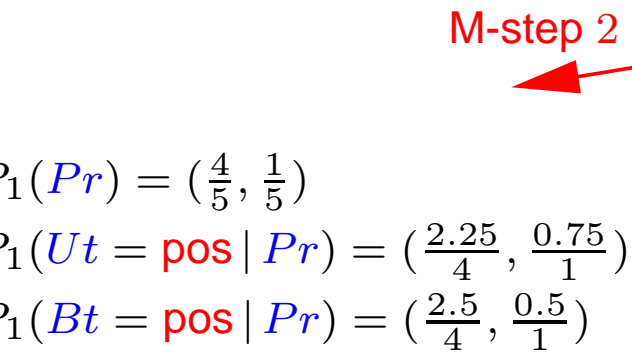 M-step 2
P₁(Pr) = (4/5, 1/5)
P₁(Ut = pos | Pr) = (2.25/4, 0.75/1)
P₁(Bt = pos | Pr) = (2.5/4, 0.5/1)